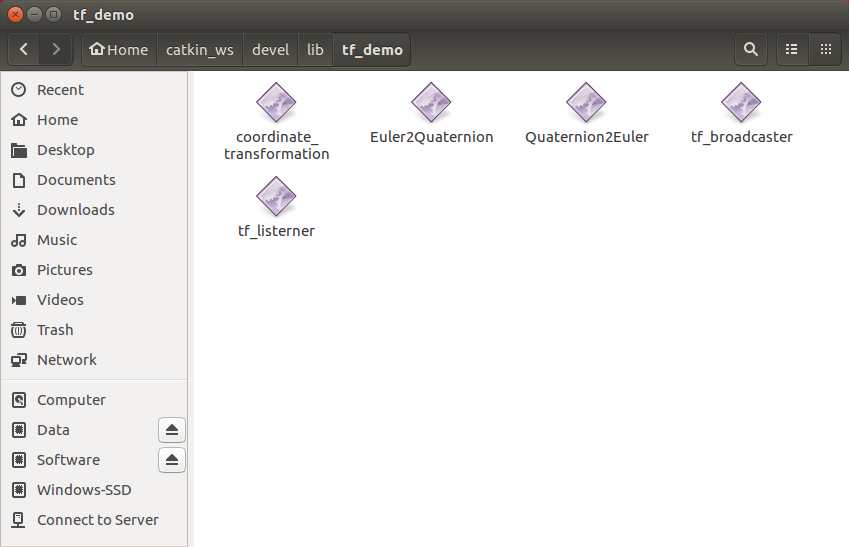 tf_demo
Home catkin_ws devel lib tf_demo
Recent
Home
Desktop
Documents
Downloads
Music
Pictures
Videos
Trash
Network
Computer
Data
Software
Windows-SSD
Connect to Server
coordinate_
transformation
Euler2Quaternion
Quaternion2Euler
tf_broadcaster
tf_listerner